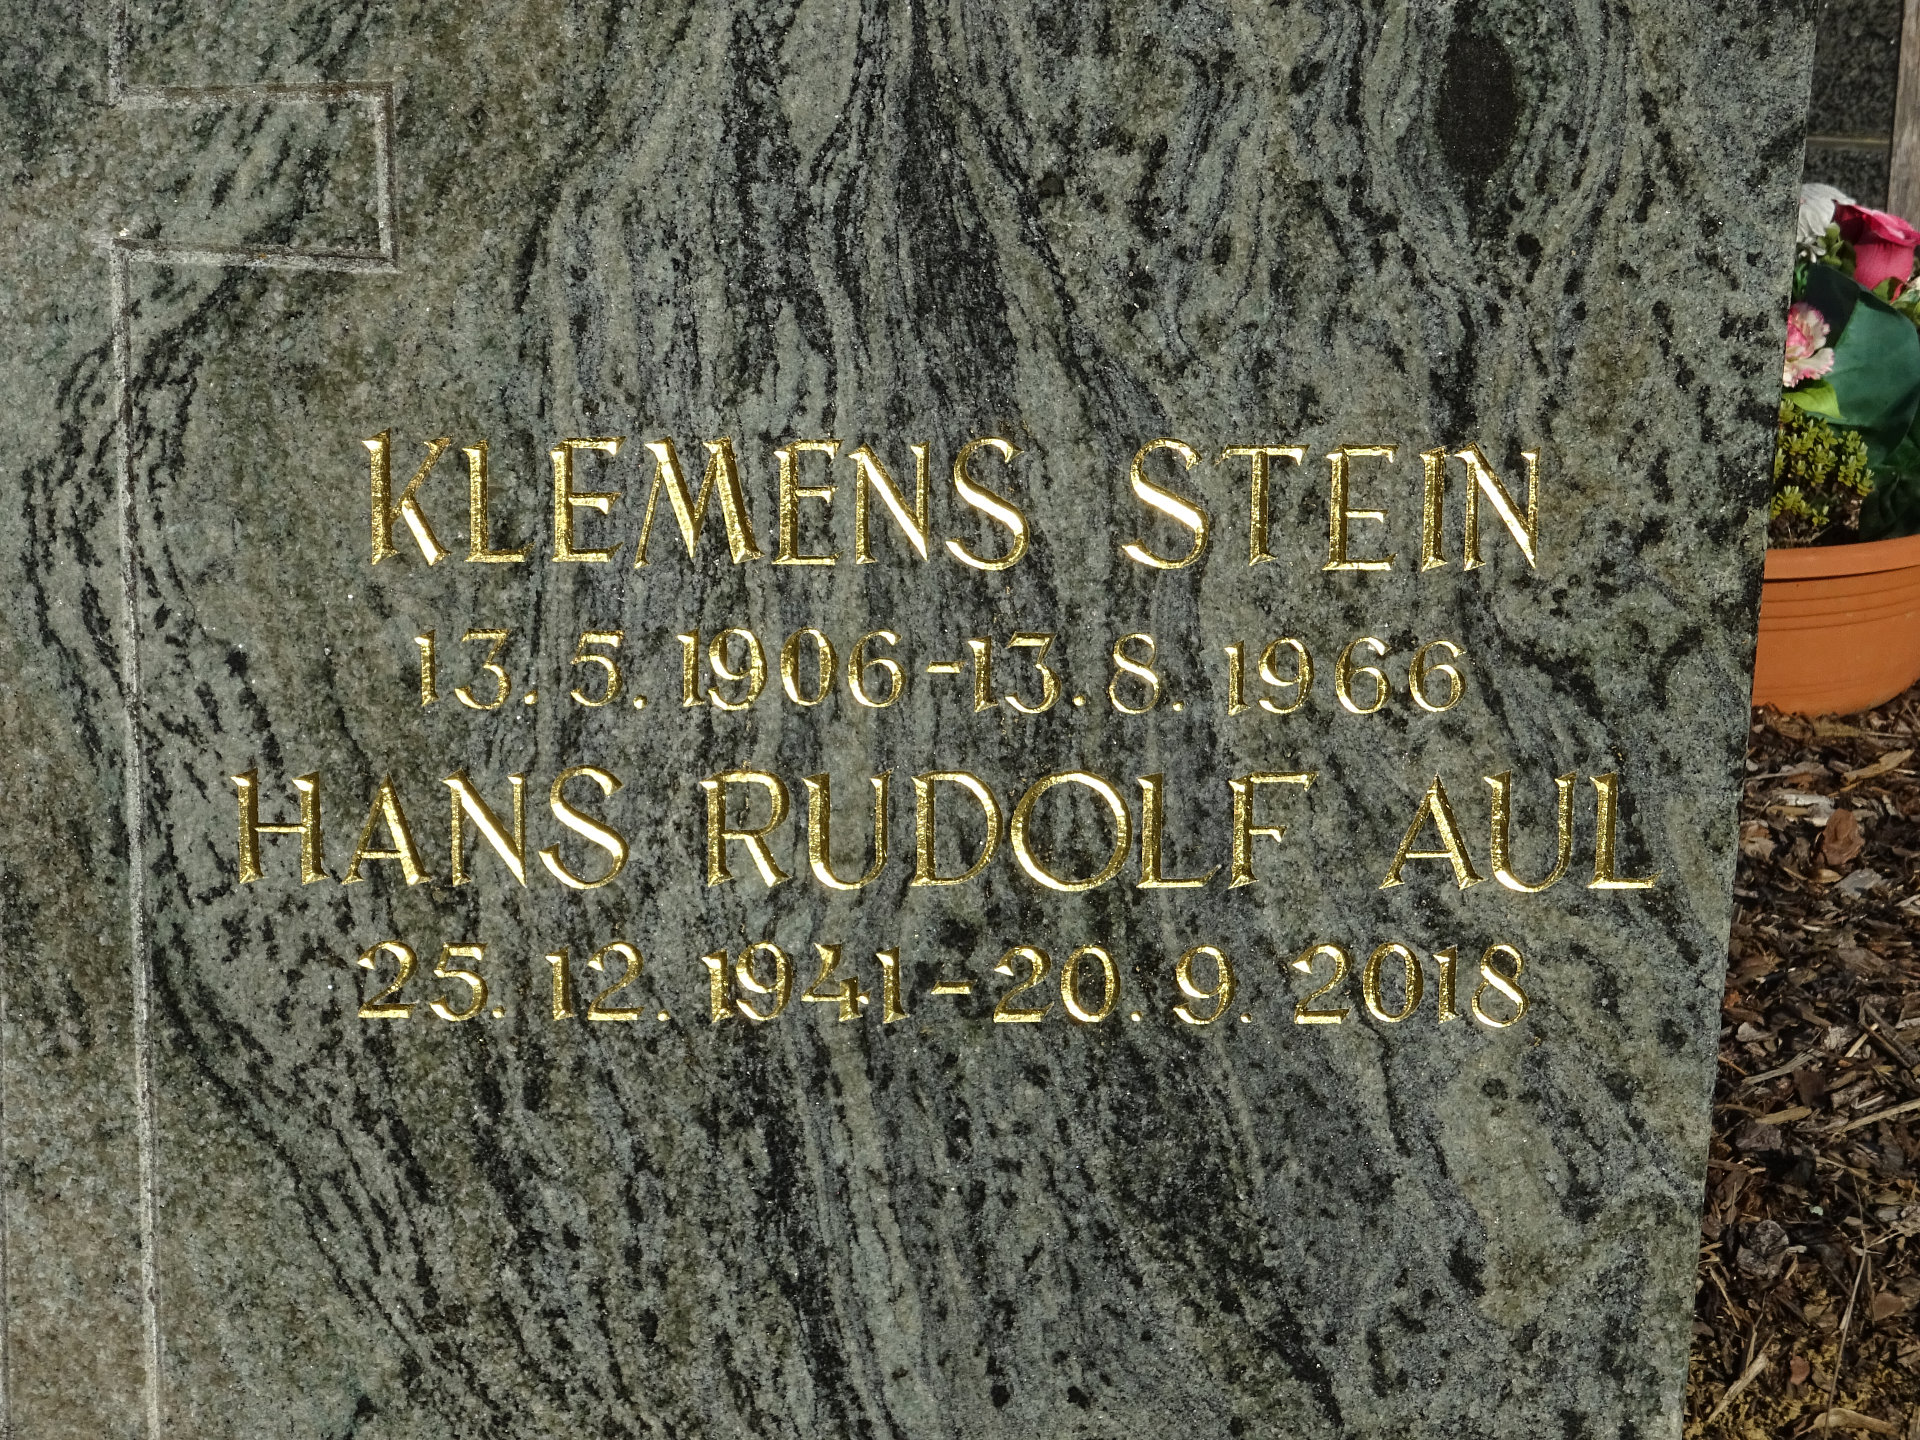 KLEMENS STEIN
13. 5. 1906 - 13. 8. 1966
HANS RUDOLF AUL
25. 12. 1941 - 20. 9. 2018